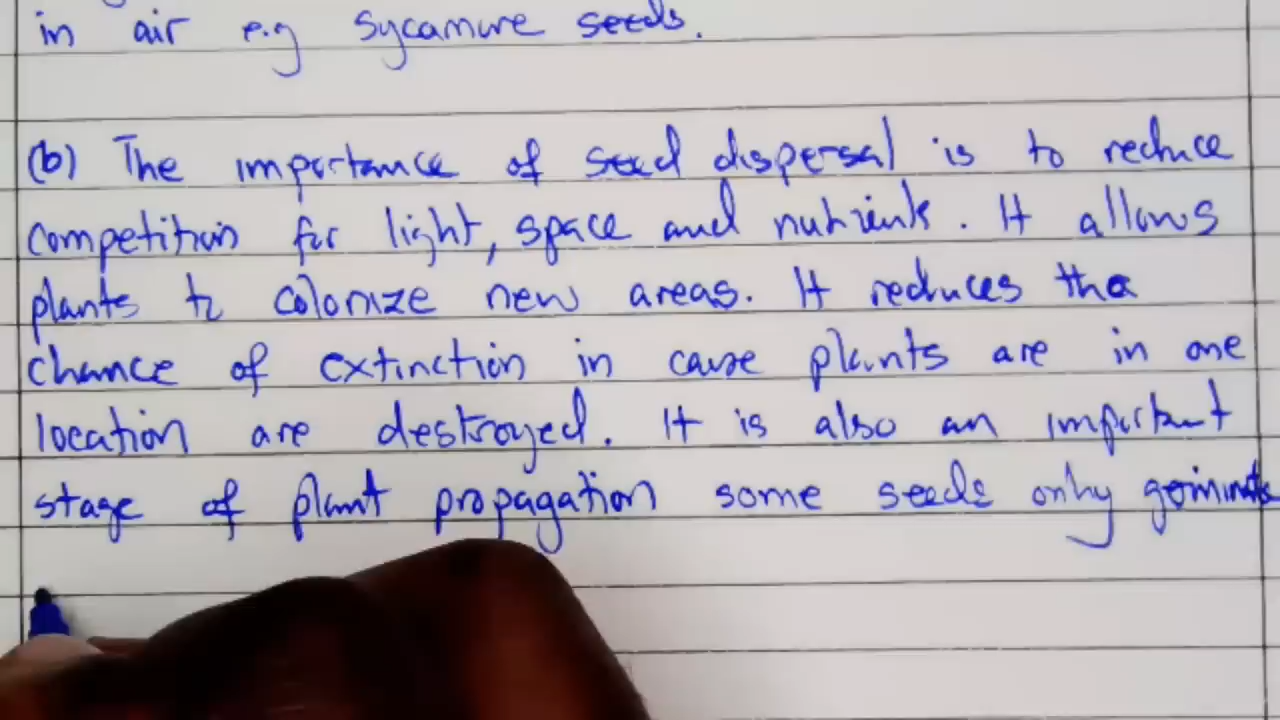 in air e.g Sycamore seeds.
(b) The importance of seed dispersal is to reduce
competition for light, space and nutrients. It allows
plants to colonize new areas. It reduces the
chance of extinction in case plants are in one
location are destroyed. It is also an important
stage of plant propagation some seeds only germinate